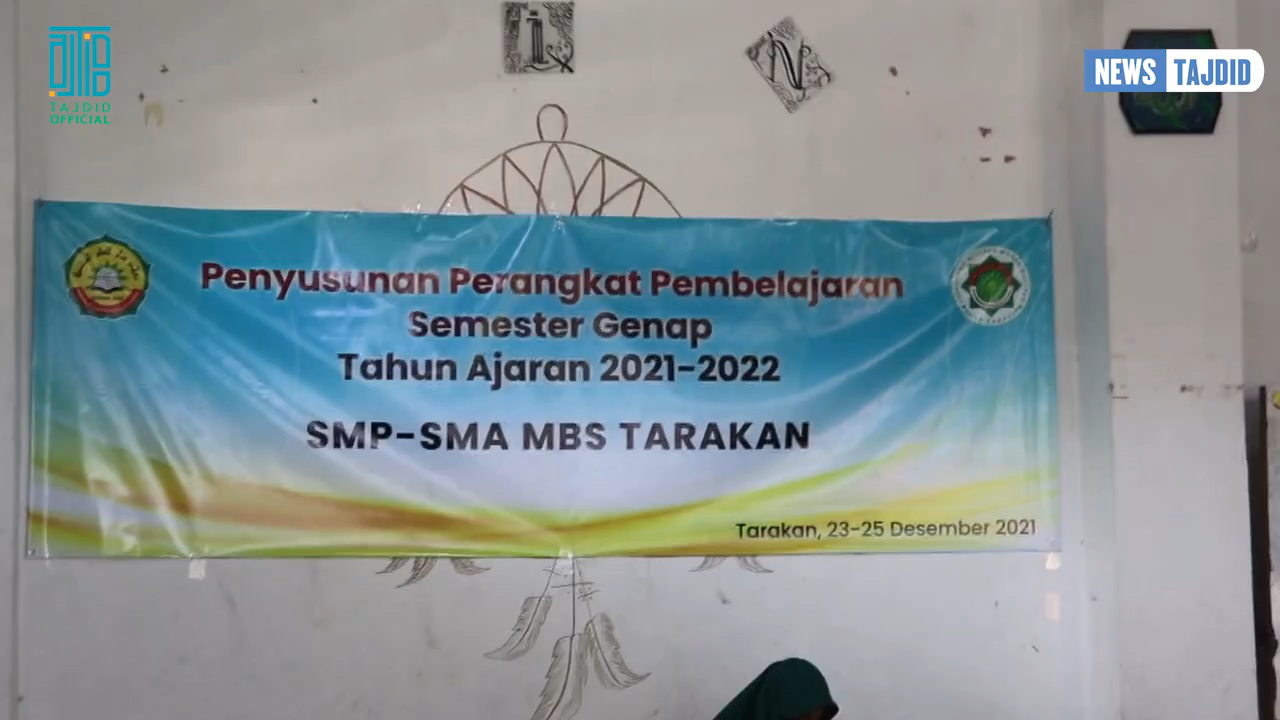 TAJDID
OFFICIAL
NEWS TAJDID
ix
N
Penyusunan Perangkat Pembelajaran
Semester Genap
Tahun Ajaran 2021-2022
SMP-SMA MBS TARAKAN
Tarakan, 23-25 Desember 2021